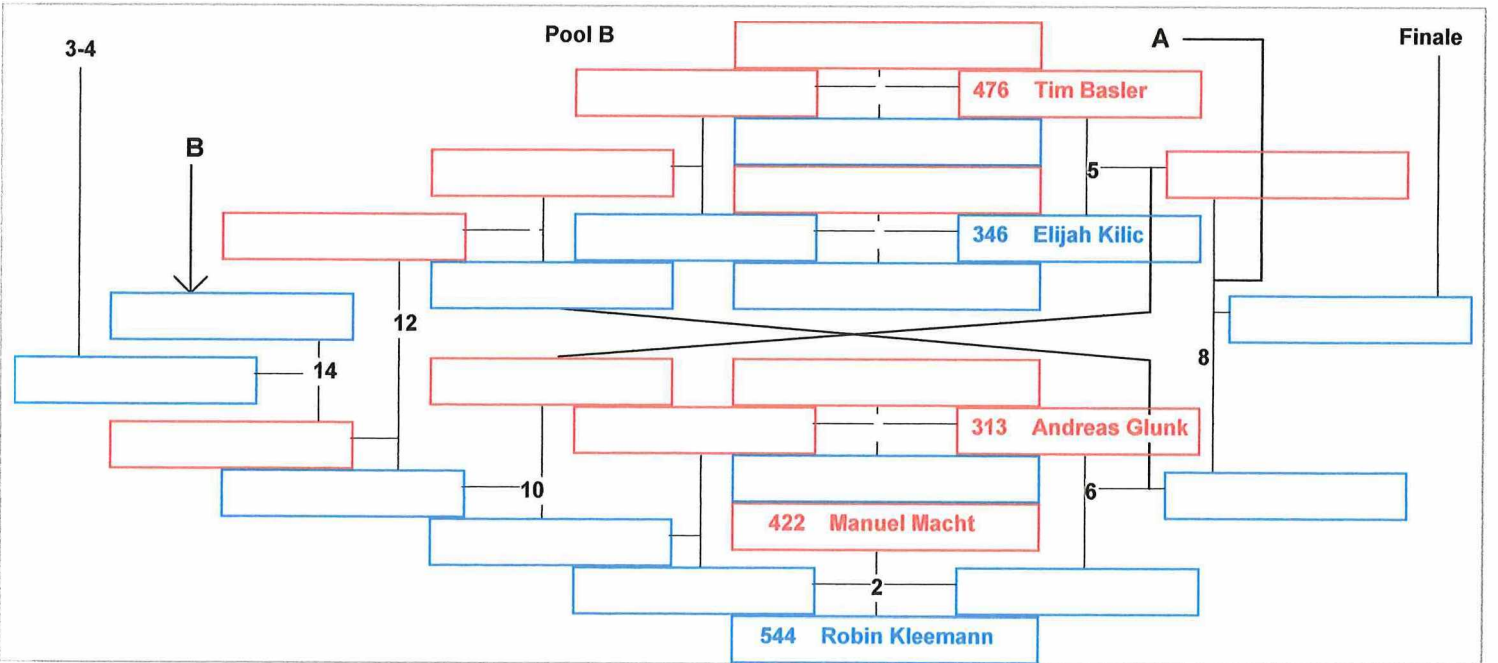 Pool B
A
Finale
3-4
476 Tim Basler
B
5
346 Elijah Kilic
12
8
14
313 Andreas Glunk
10
6
422 Manuel Macht
2
544 Robin Kleemann